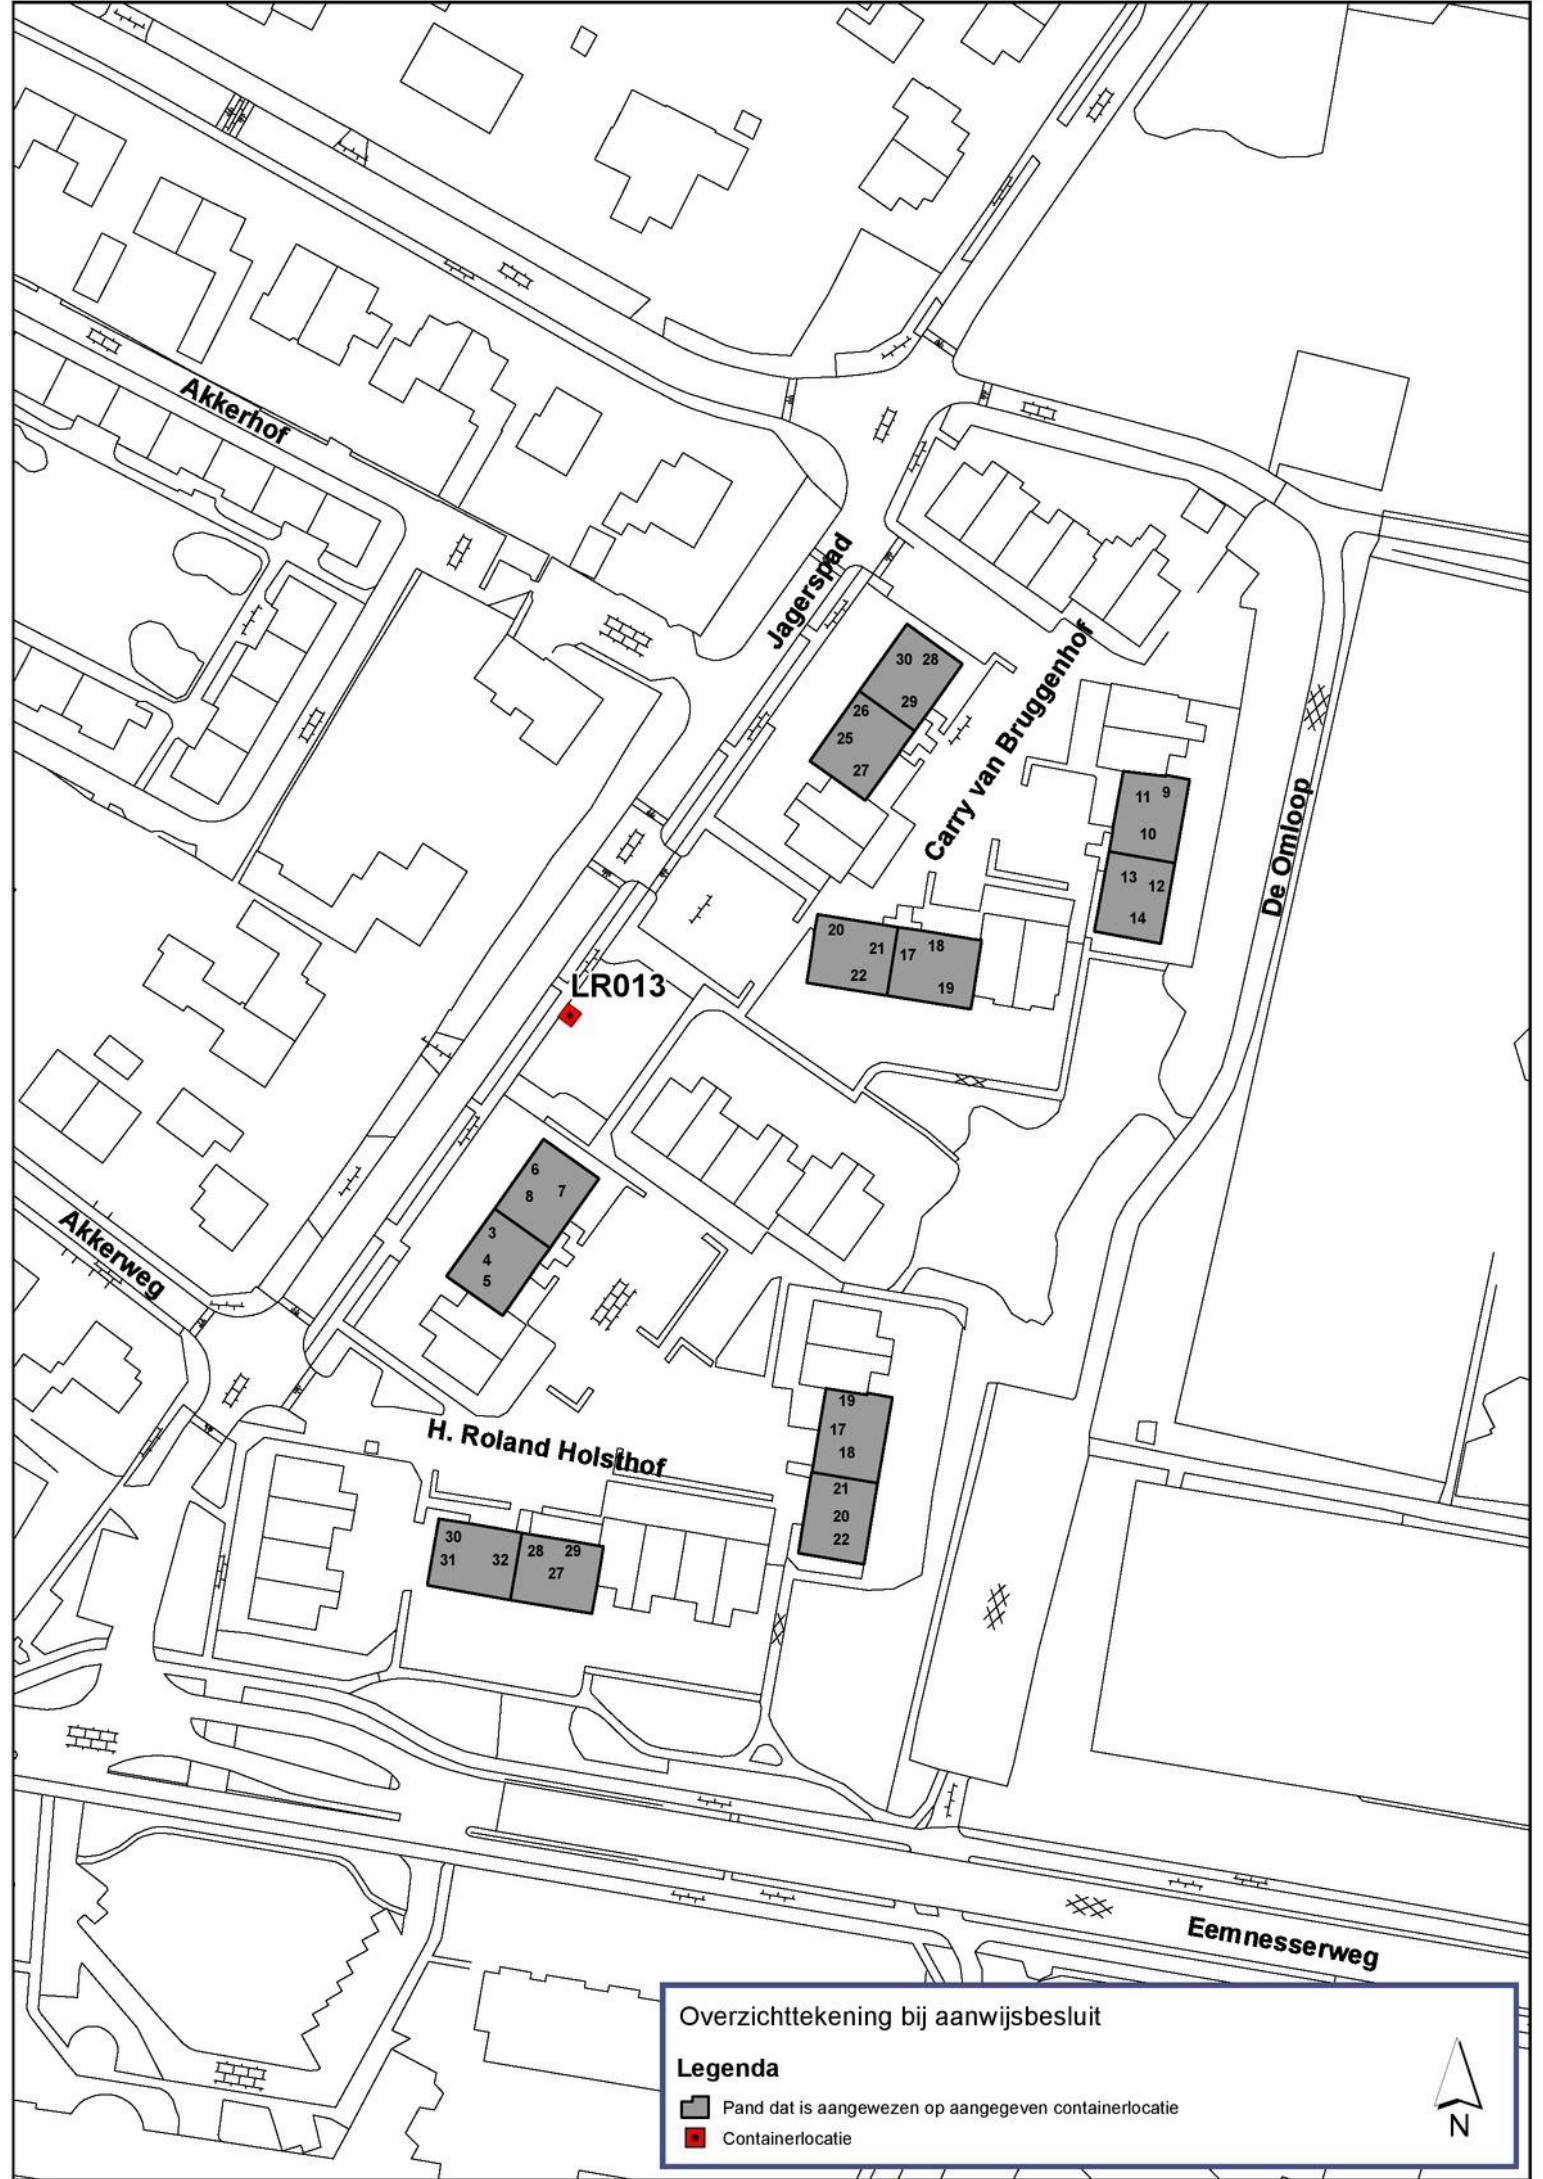 Akkerhof
Jagerspad
30 28
29
26
25
27
Carry van Bruggenhof
11 9
10
13 12
14
De Omloop
20
21
22
17 18
19
LR013
6
8 7
3
4
5
Akkerweg
H. Roland Holsthof
19
17
18
21
20
22
30
31 32
28 29
27
Eemnesserweg
Overzichttekening bij aanwijsbesluit
Legenda
Pand dat is aangewezen op aangegeven containerlocatie
Containerlocatie
N